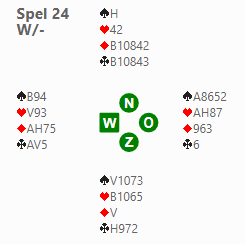 Spel 24
W/-
♠H
♥42
♦B10842
♣B10843
♠B94
♥V93
♦AH75
♣AV5
N
W O
Z
♠A8652
♥AH87
♦963
♣6
♠V1073
♥B1065
♦V
♣H972